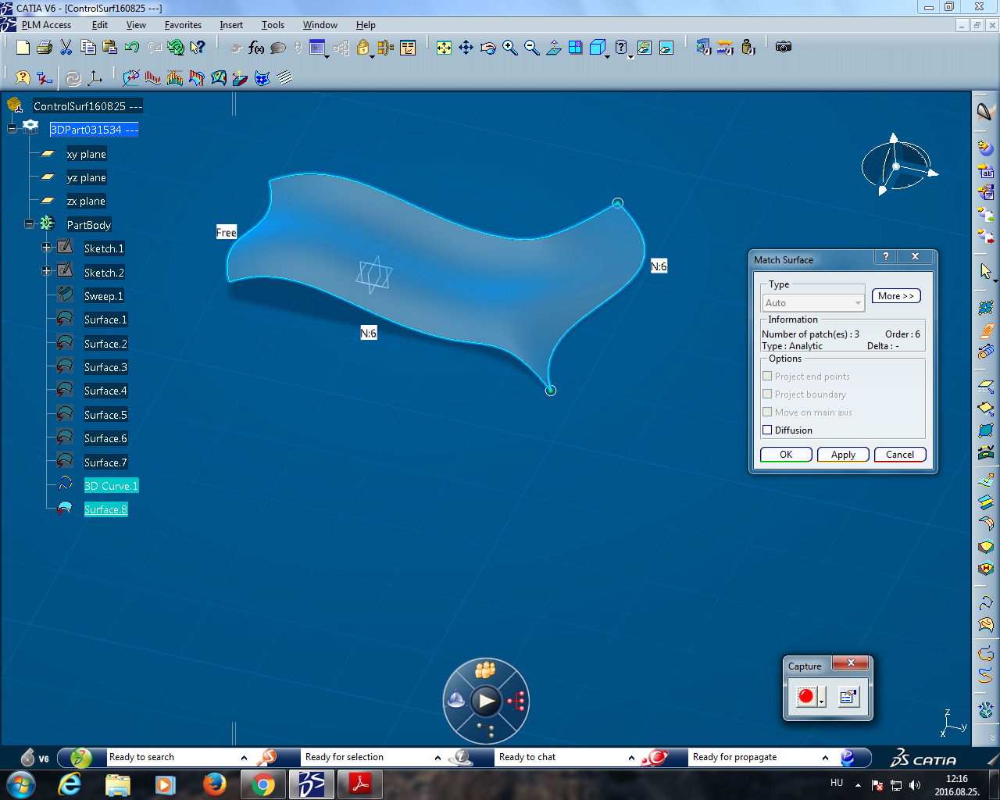 CATIA V6 - [ControlSurf160825 ---]
PLM Access Edit View Favorites Insert Tools Window Help
f(x)
ControlSurf160825 ---
3DPart031534 ---
xy plane
yz plane
zx plane
PartBody
Sketch.1
Sketch.2
Sweep.1
Surface.1
Surface.2
Surface.3
Surface.4
Surface.5
Surface.6
Surface.7
3D Curve.1
Surface.8
Free
N:6
N:6
Match Surface
Type
Auto
More >>
Information
Number of patch(es) : 3 Order : 6
Type : Analytic Delta : -
Options
Project end points
Project boundary
Move on main axis
Diffusion
OK Apply Cancel
Capture
z
y
x
V6 Ready to search Ready for selection Ready to chat Ready for propagate CATIA
HU 12:16
2016.08.25.